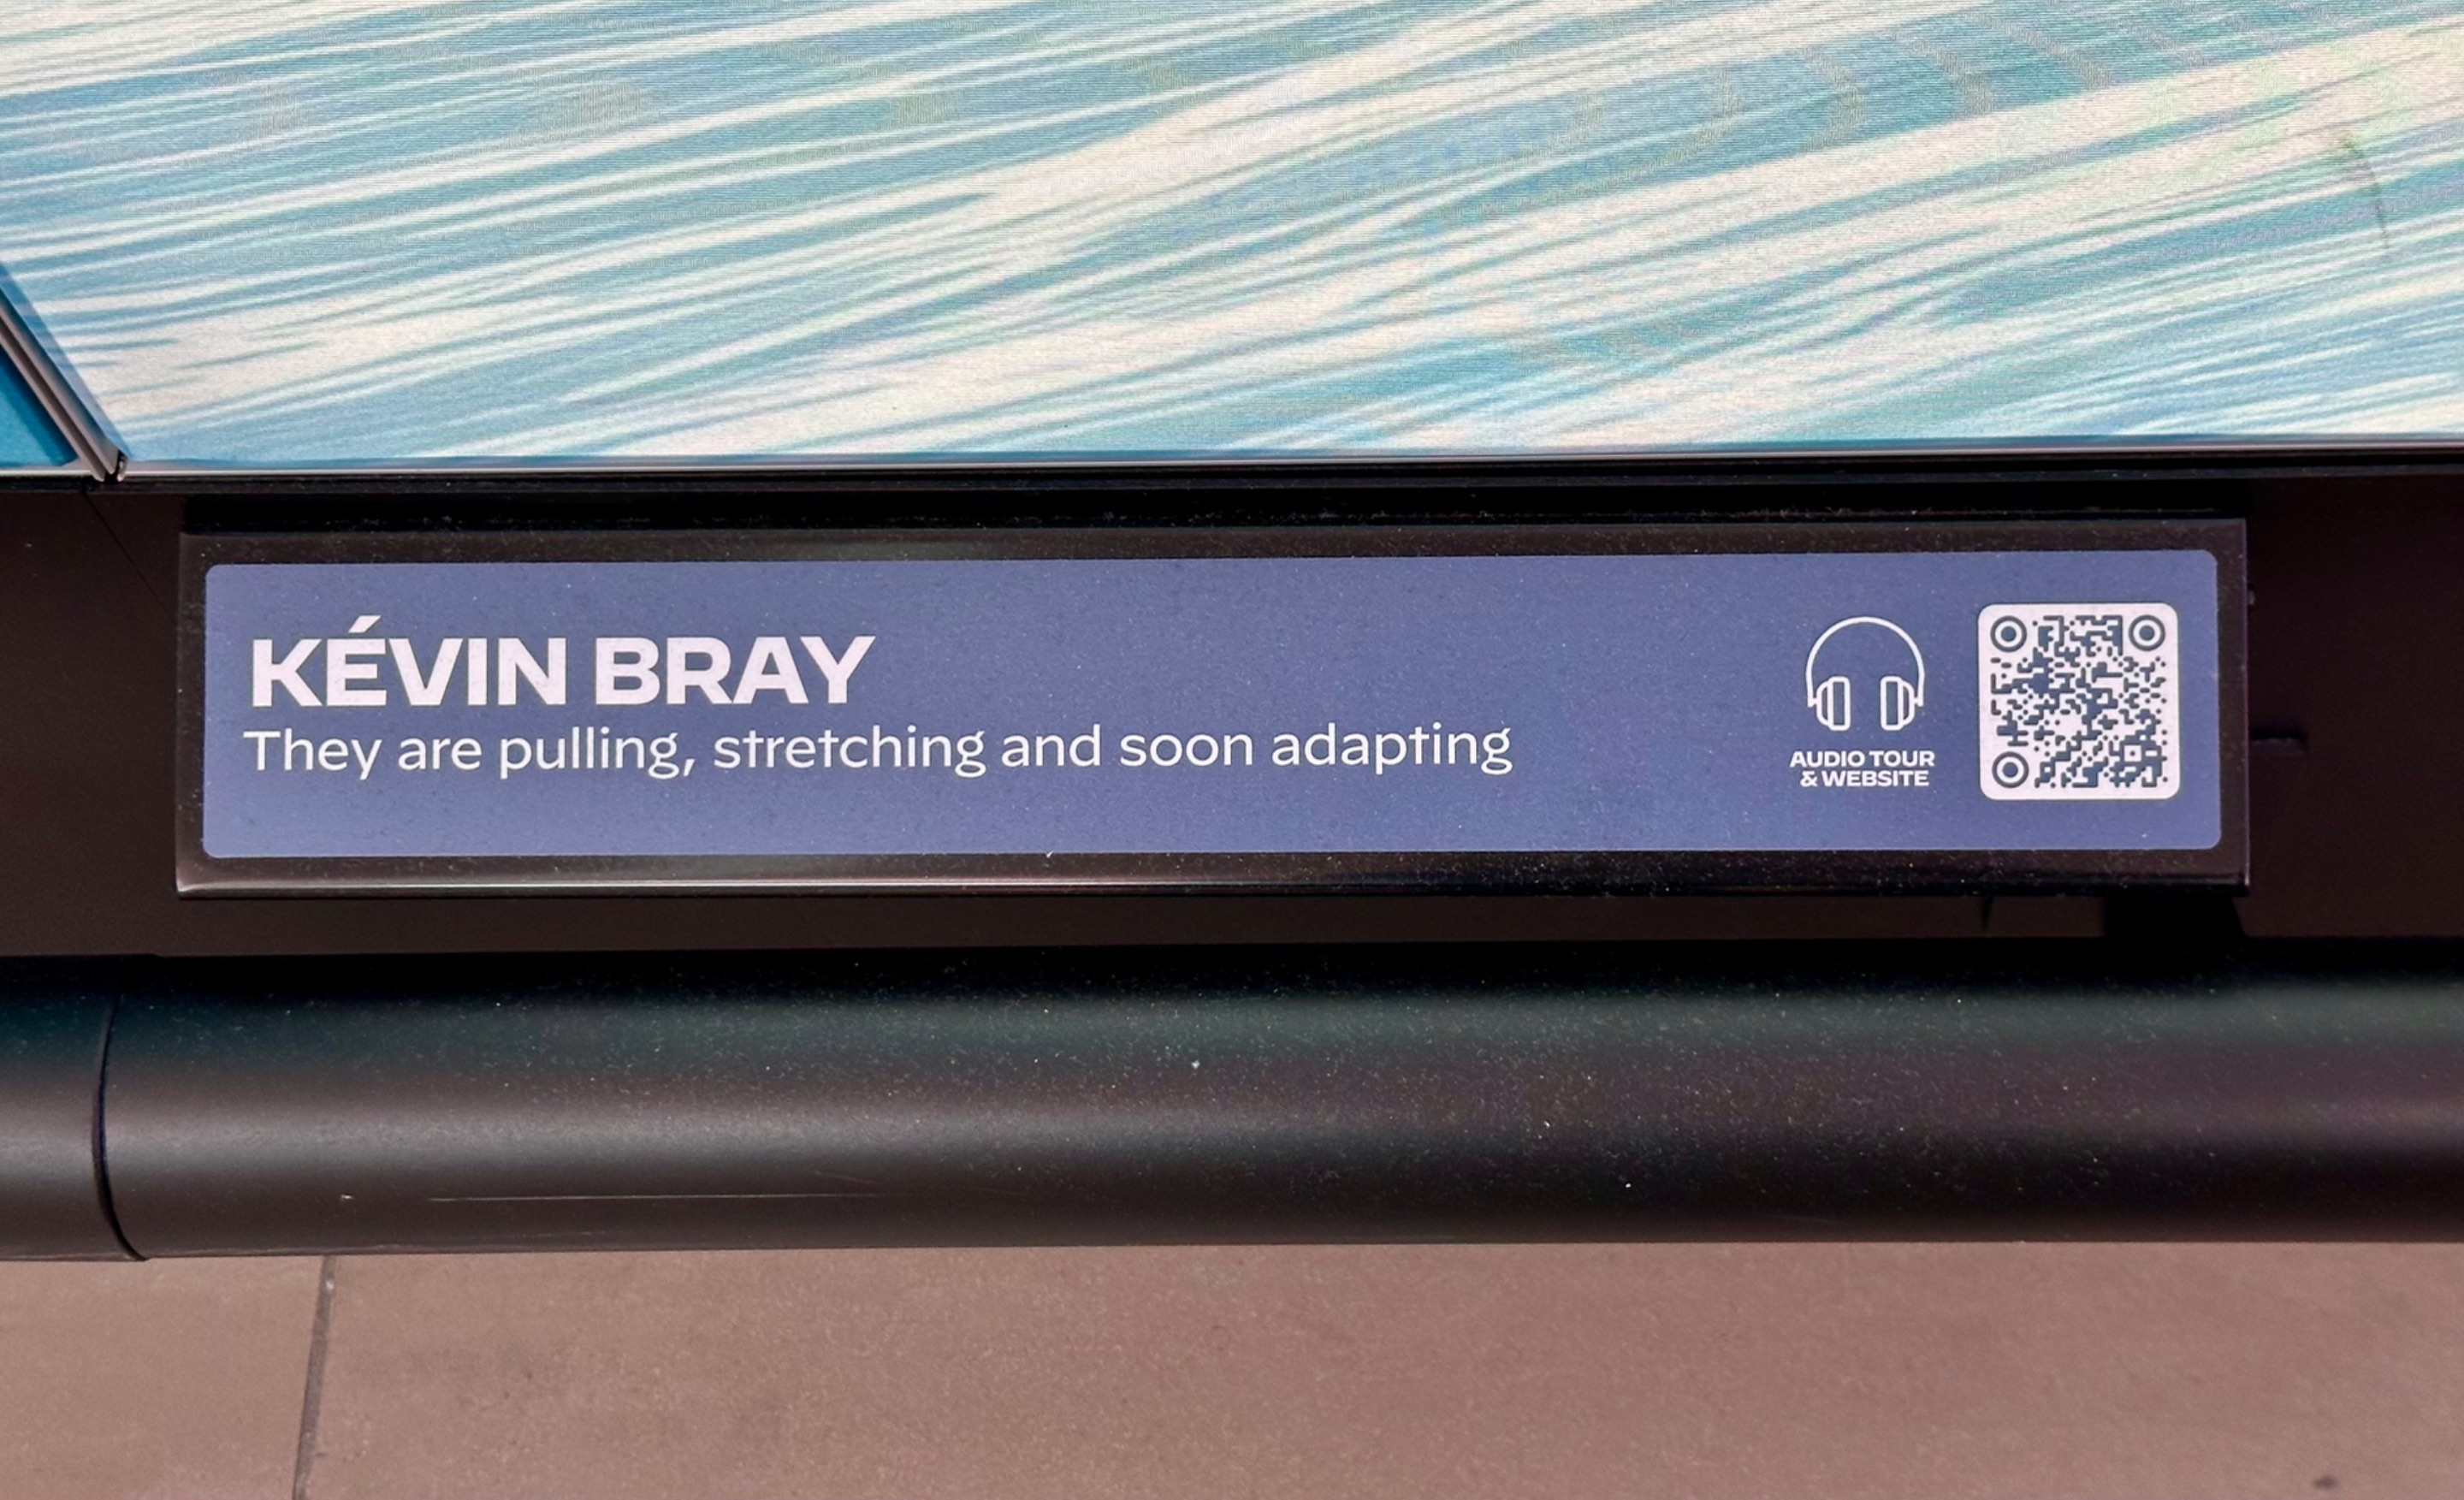 KÉVIN BRAY
They are pulling, stretching and soon adapting
AUDIO TOUR
& WEBSITE